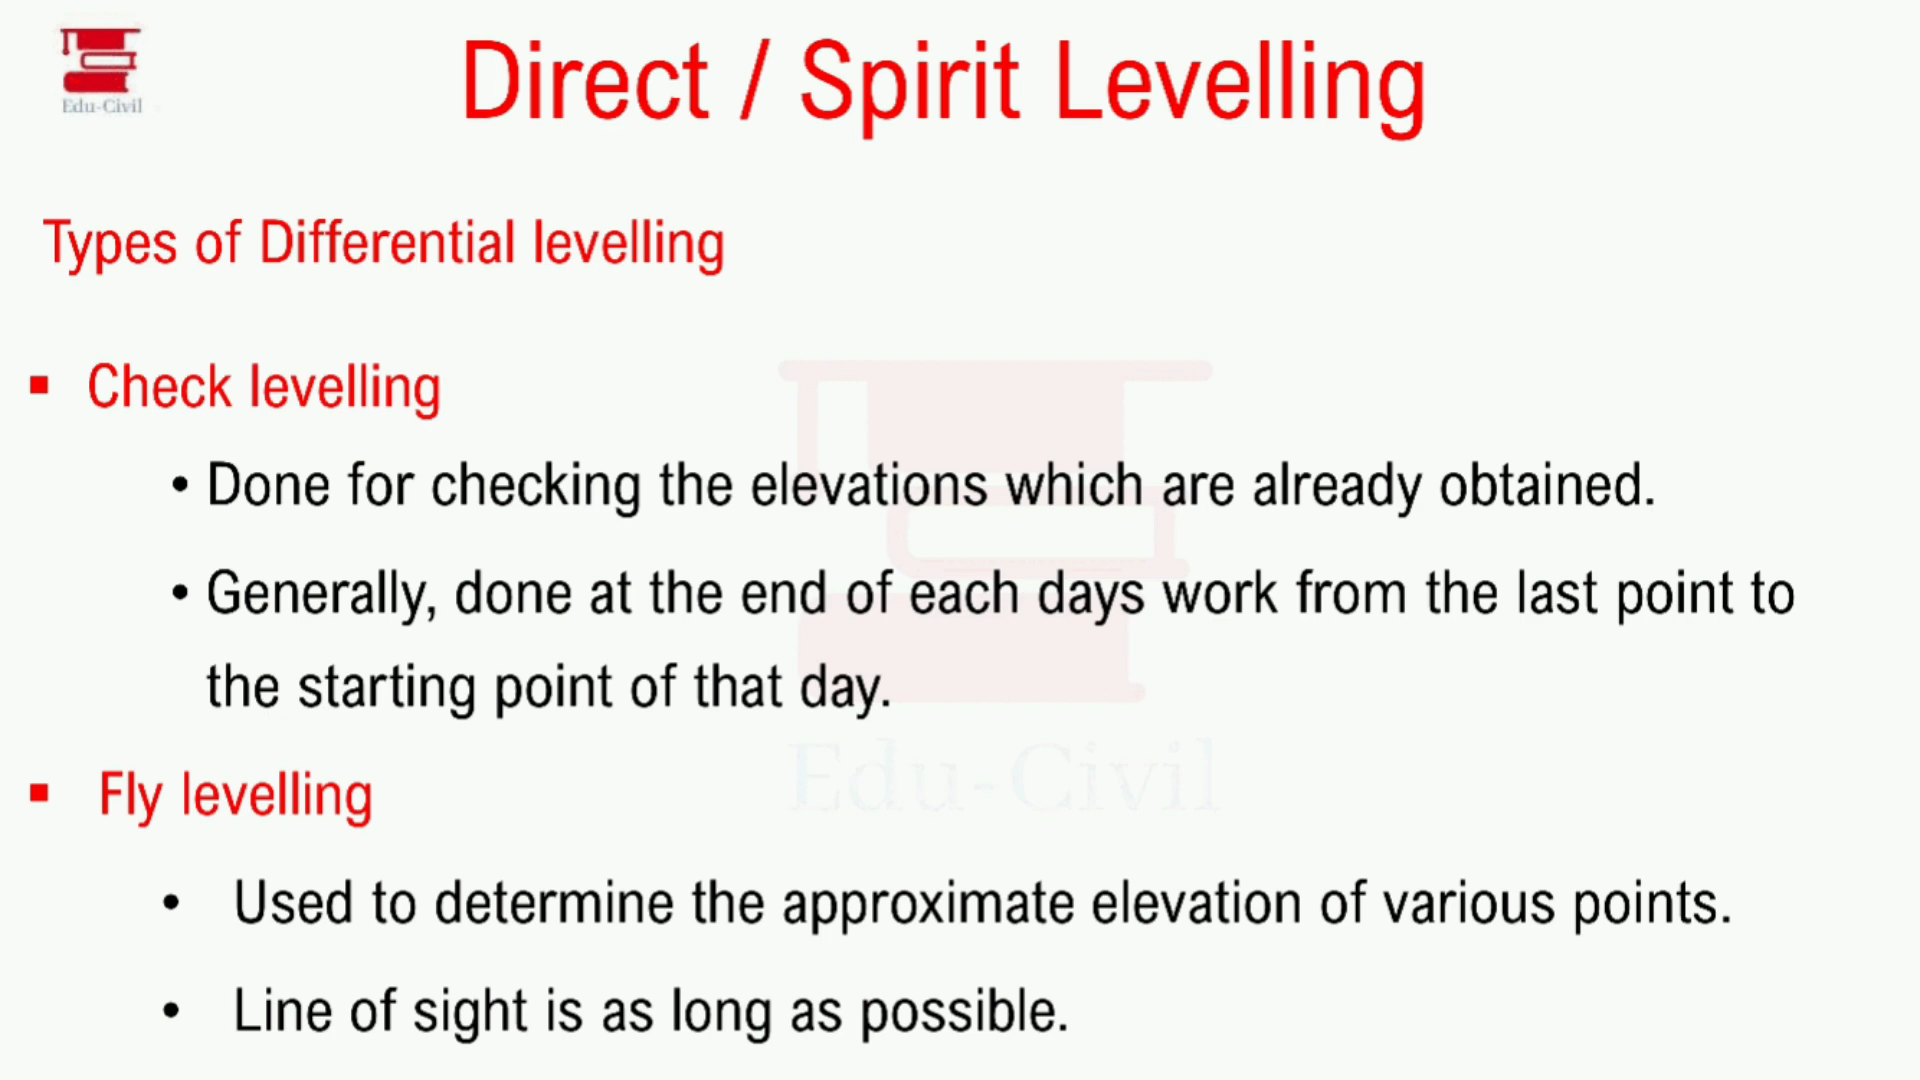 Edu-Civil
Direct / Spirit Levelling
Types of Differential levelling
▪ Check levelling
• Done for checking the elevations which are already obtained.
• Generally, done at the end of each days work from the last point to
the starting point of that day.
Edu-Civil
▪ Fly levelling
• Used to determine the approximate elevation of various points.
• Line of sight is as long as possible.